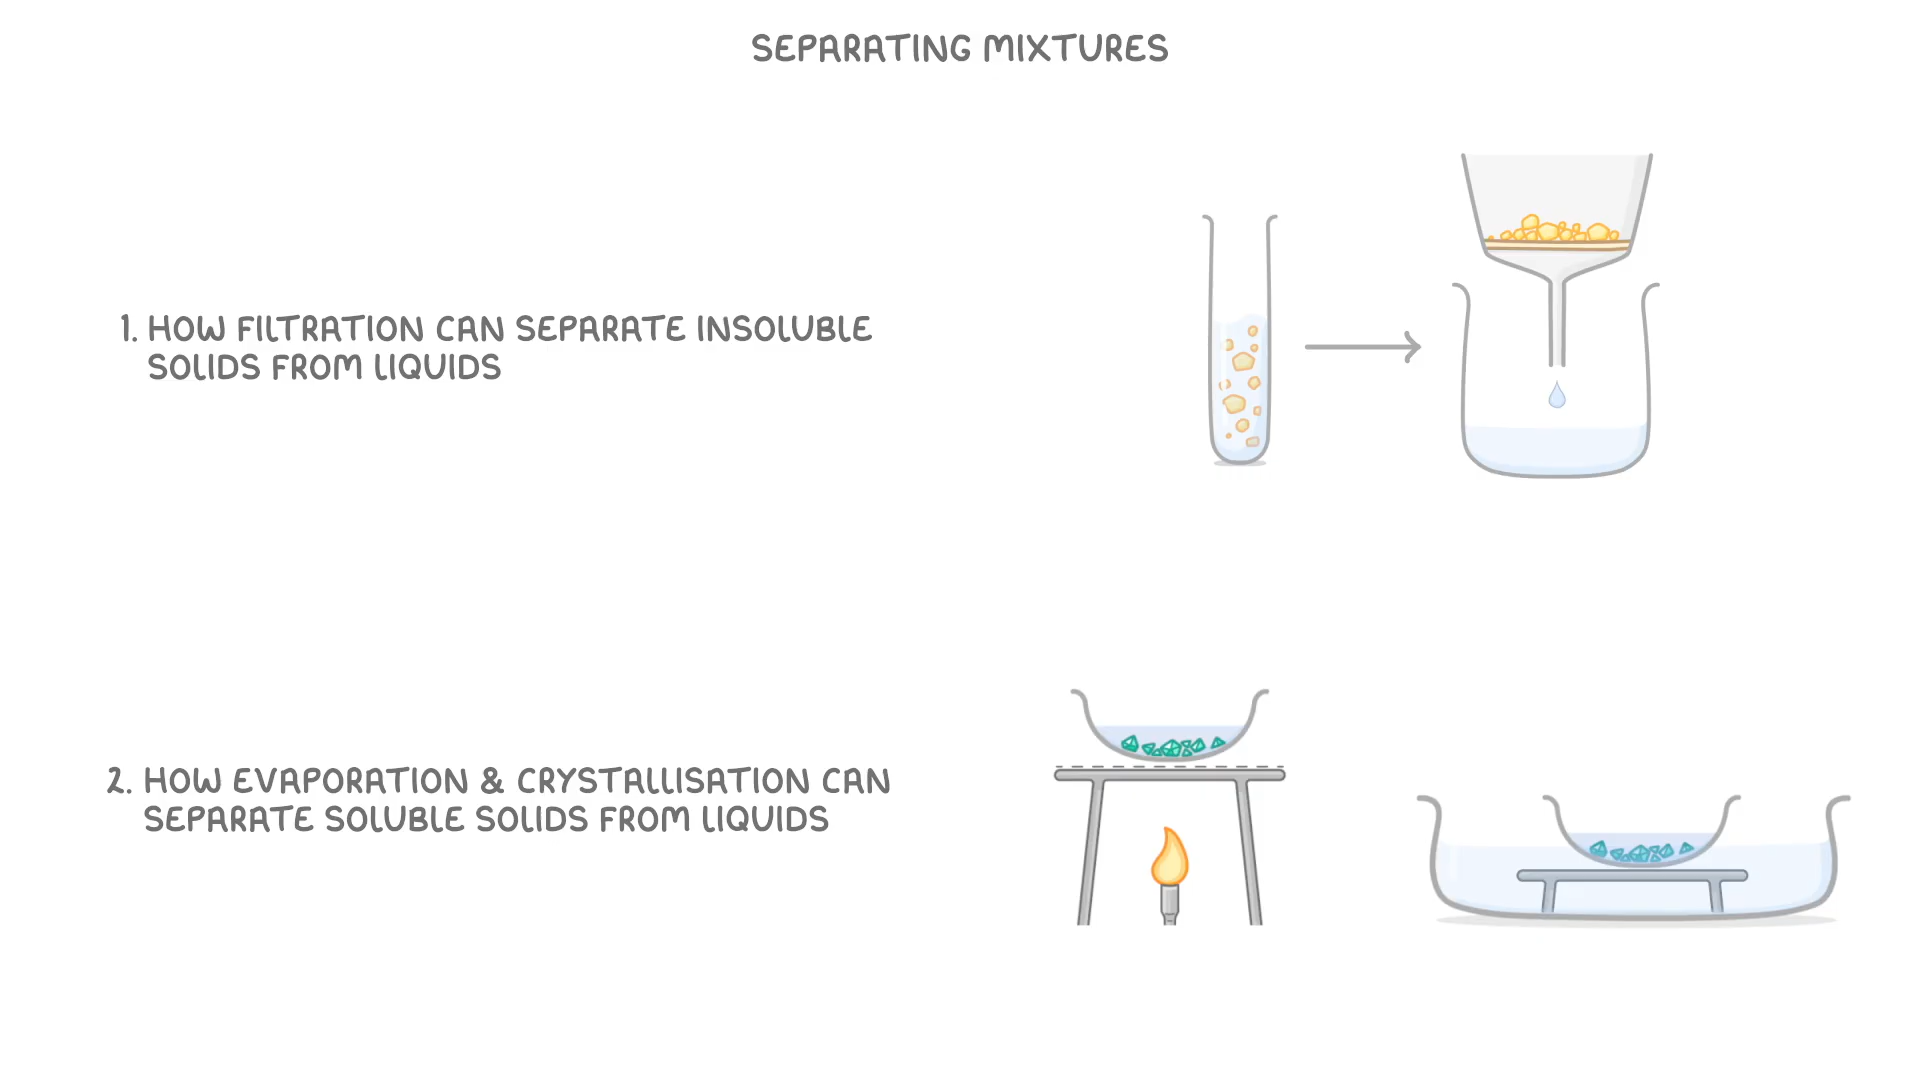 SEPARATING MIXTURES
1. HOW FILTRATION CAN SEPARATE INSOLUBLE
SOLIDS FROM LIQUIDS
2. HOW EVAPORATION & CRYSTALLISATION CAN
SEPARATE SOLUBLE SOLIDS FROM LIQUIDS